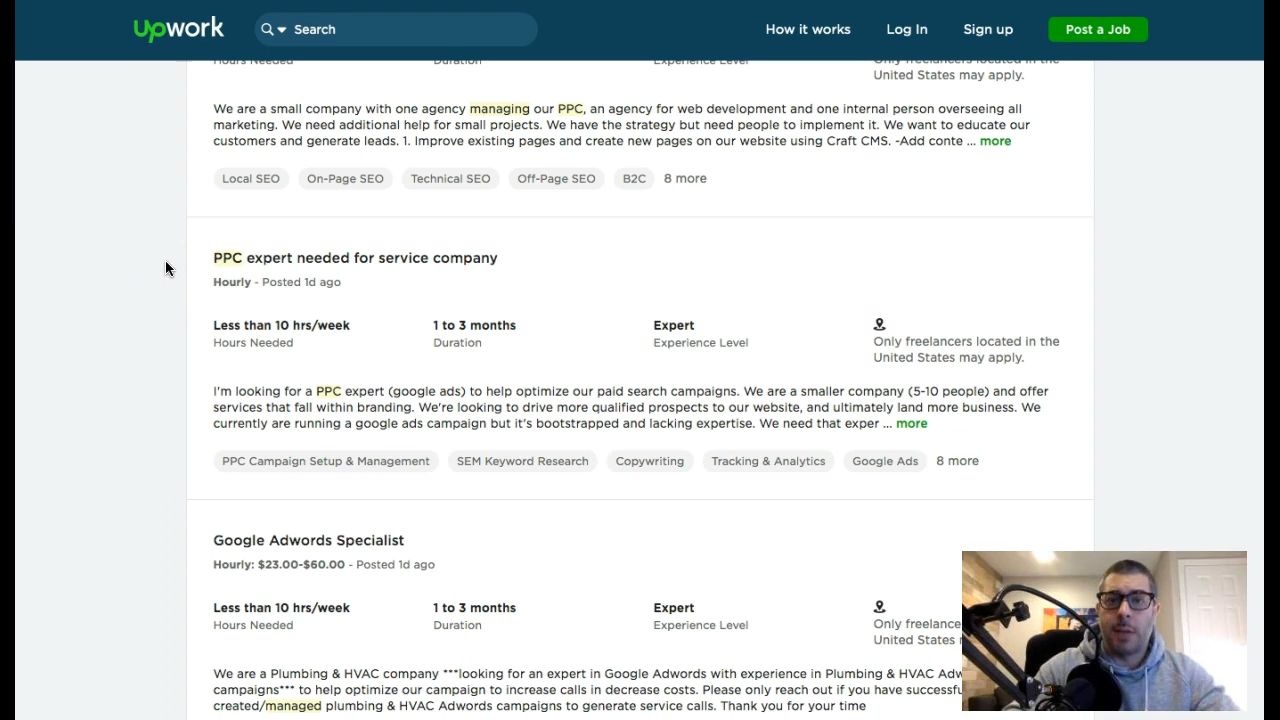 Upwork
Search
How it works
Log In
Sign up
Post a Job
Hours Needed
Duration
Experience Level
Only freelancers located in the
United States may apply.
We are a small company with one agency managing our PPC, an agency for web development and one internal person overseeing all
marketing. We need additional help for small projects. We have the strategy but need people to implement it. We want to educate our
customers and generate leads. 1. Improve existing pages and create new pages on our website using Craft CMS. -Add conte ... more
Local SEO
On-Page SEO
Technical SEO
Off-Page SEO
B2C
8 more
PPC expert needed for service company
Hourly - Posted 1d ago
Less than 10 hrs/week
1 to 3 months
Expert
Hours Needed
Duration
Experience Level
Only freelancers located in the
United States may apply.
I'm looking for a PPC expert (google ads) to help optimize our paid search campaigns. We are a smaller company (5-10 people) and offer
services that fall within branding. We're looking to drive more qualified prospects to our website, and ultimately land more business. We
currently are running a google ads campaign but it's bootstrapped and lacking expertise. We need that exper ... more
PPC Campaign Setup & Management
SEM Keyword Research
Copywriting
Tracking & Analytics
Google Ads
8 more
Google Adwords Specialist
Hourly: $23.00-$60.00 - Posted 1d ago
Less than 10 hrs/week
1 to 3 months
Expert
Hours Needed
Duration
Experience Level
Only freelance
United States
We are a Plumbing & HVAC company ***looking for an expert in Google Adwords with experience in Plumbing & HVAC Adw
campaigns*** to help optimize our campaign to increase calls in decrease costs. Please only reach out if you have successfu
created/managed plumbing & HVAC Adwords campaigns to generate service calls. Thank you for your time